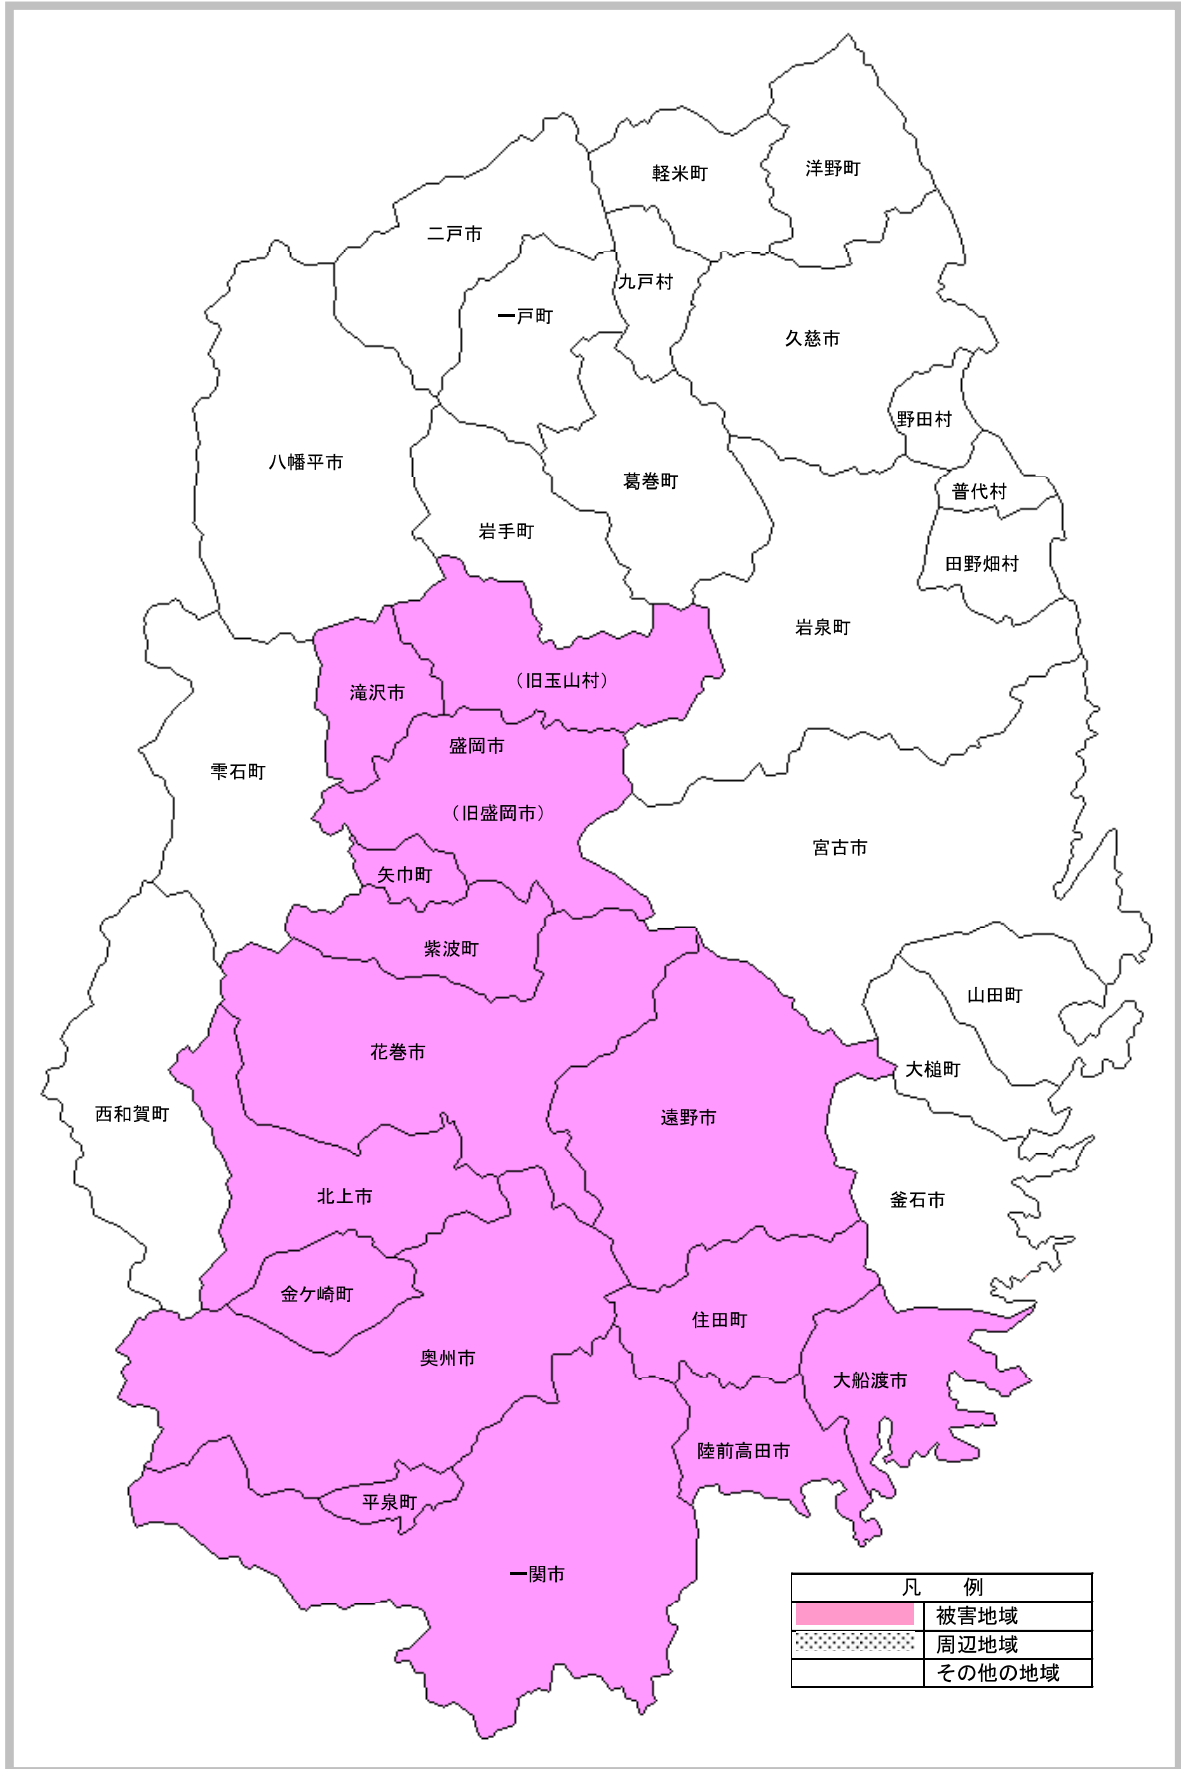 洋野町
軽米町
二戸市
九戸村
一戸町
久慈市
野田村
八幡平市
葛巻町
普代村
岩手町
田野畑村
岩泉町
(旧玉山村)
滝沢市
盛岡市
雫石町
(旧盛岡市)
宮古市
矢巾町
紫波町
山田町
花巻市
大槌町
西和賀町
遠野市
北上市
釜石市
金ケ崎町
住田町
奥州市
大船渡市
陸前高田市
平泉町
一関市
凡 例
被害地域
周辺地域
その他の地域